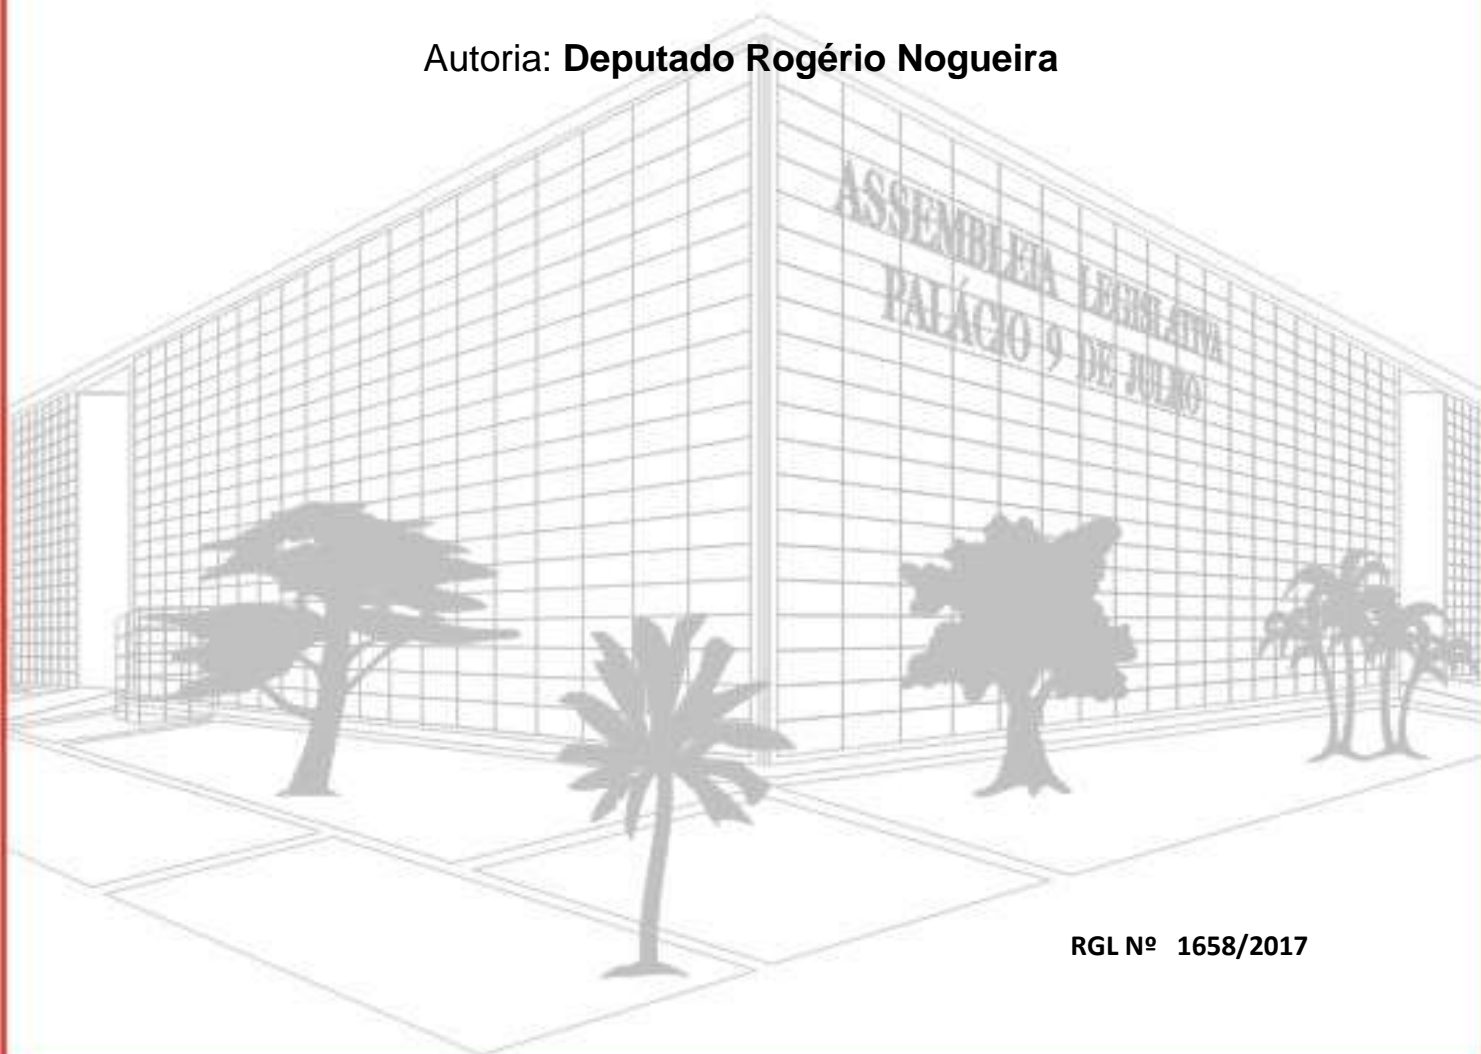 Autoria: Deputado Rogério Nogueira
ASSEMBLEIA LEGISLATIVA
PALÁCIO 9 DE JULHO
RGL Nº 1658/2017